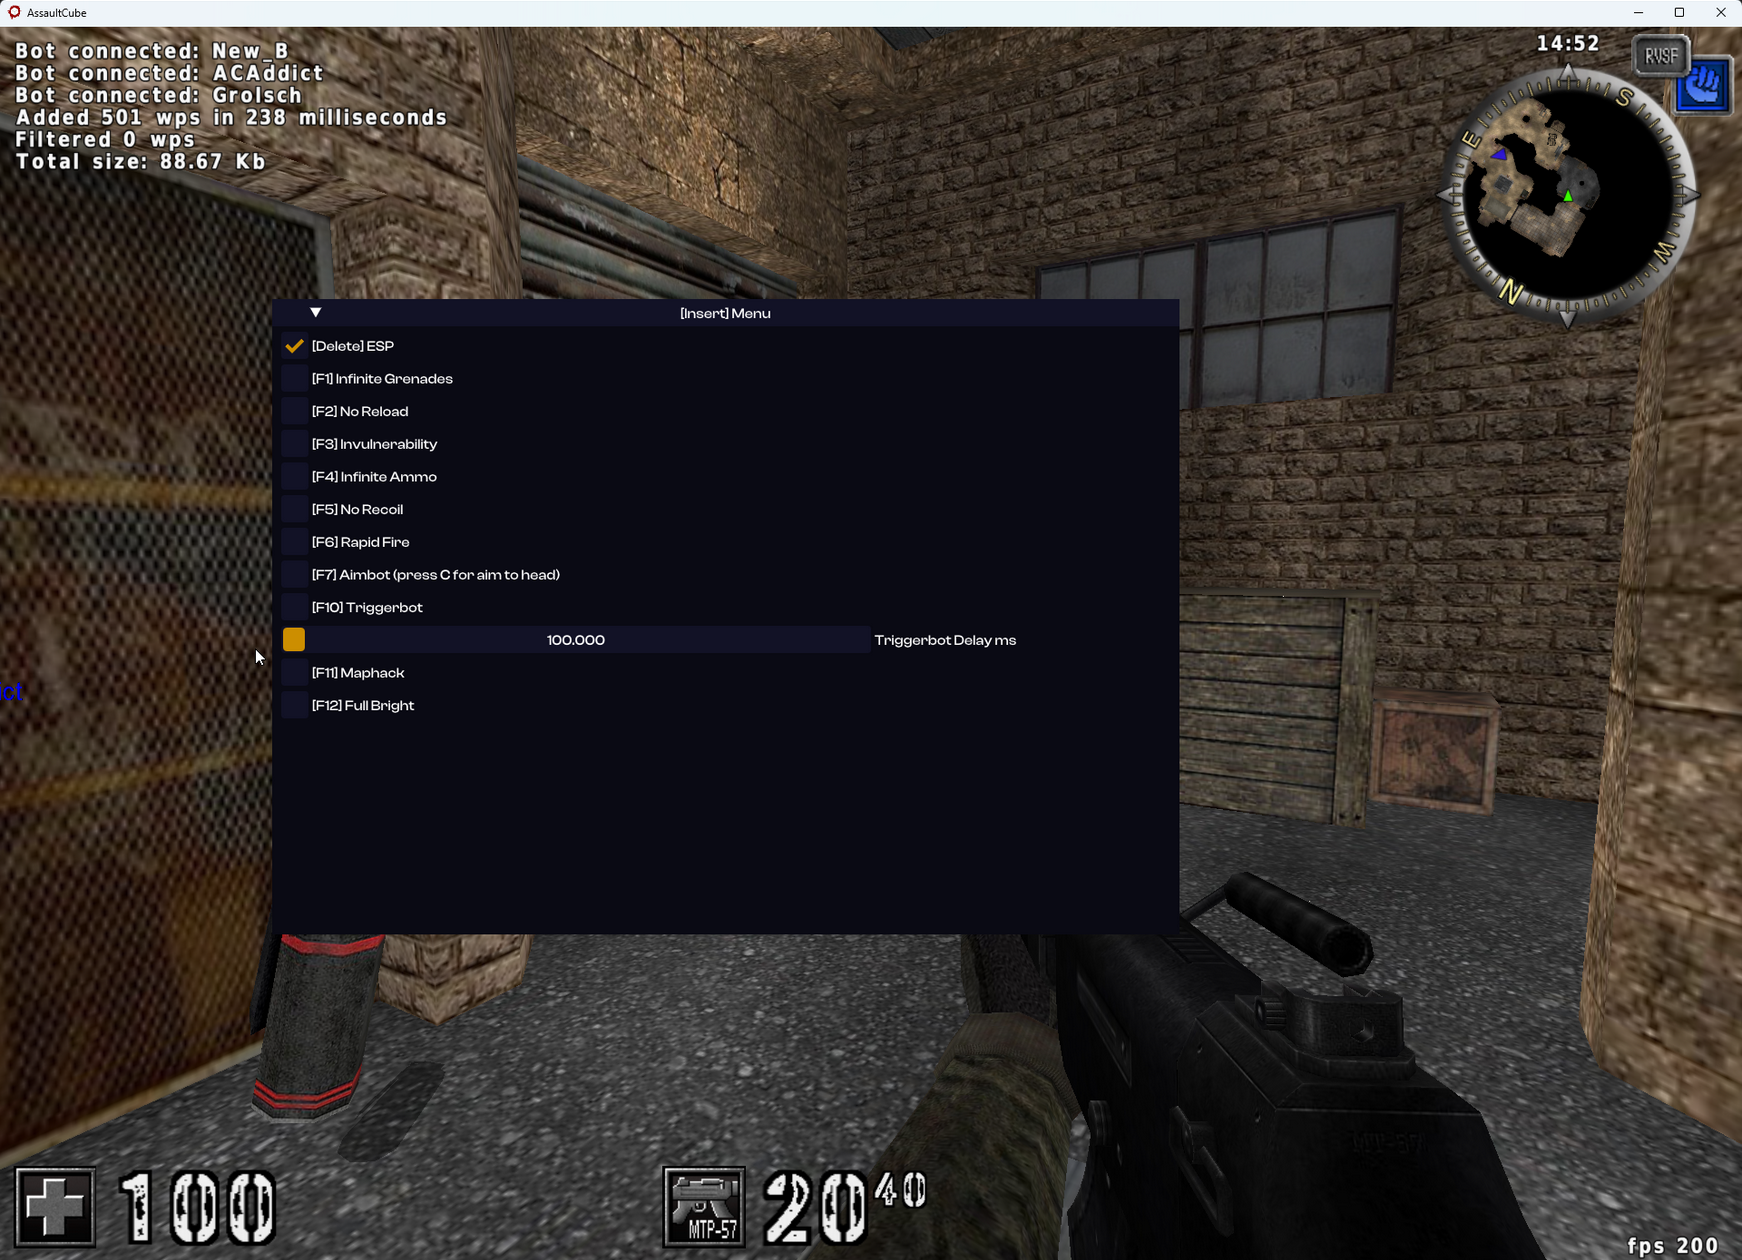 AssaultCube
Bot connected: New_B
Bot connected: ACAddict
Bot connected: Grolsch
Added 501 wps in 238 milliseconds
Filtered 0 wps
Total size: 88.67 Kb
14:52
RVSF
S
E
W
N
[Insert] Menu
[Delete] ESP
[F1] Infinite Grenades
[F2] No Reload
[F3] Invulnerability
[F4] Infinite Ammo
[F5] No Recoil
[F6] Rapid Fire
[F7] Aimbot (press C for aim to head)
[F10] Triggerbot
100.000 Triggerbot Delay ms
[F11] Maphack
ict
[F12] Full Bright
MTP-57
100
MTP-57
20 40
fps 200